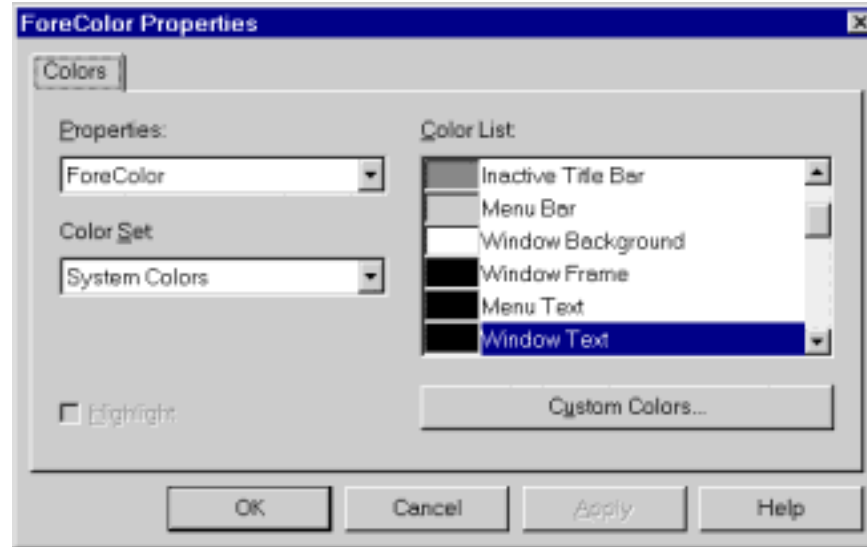 ForeColor Properties
Colors
Properties:
ForeColor
Color Set
System Colors
Highlight
Color List:
Inactive Title Bar
Menu Bar
Window Background
Window Frame
Menu Text
Window Text
Custom Colors...
OK
Cancel
Apply
Help